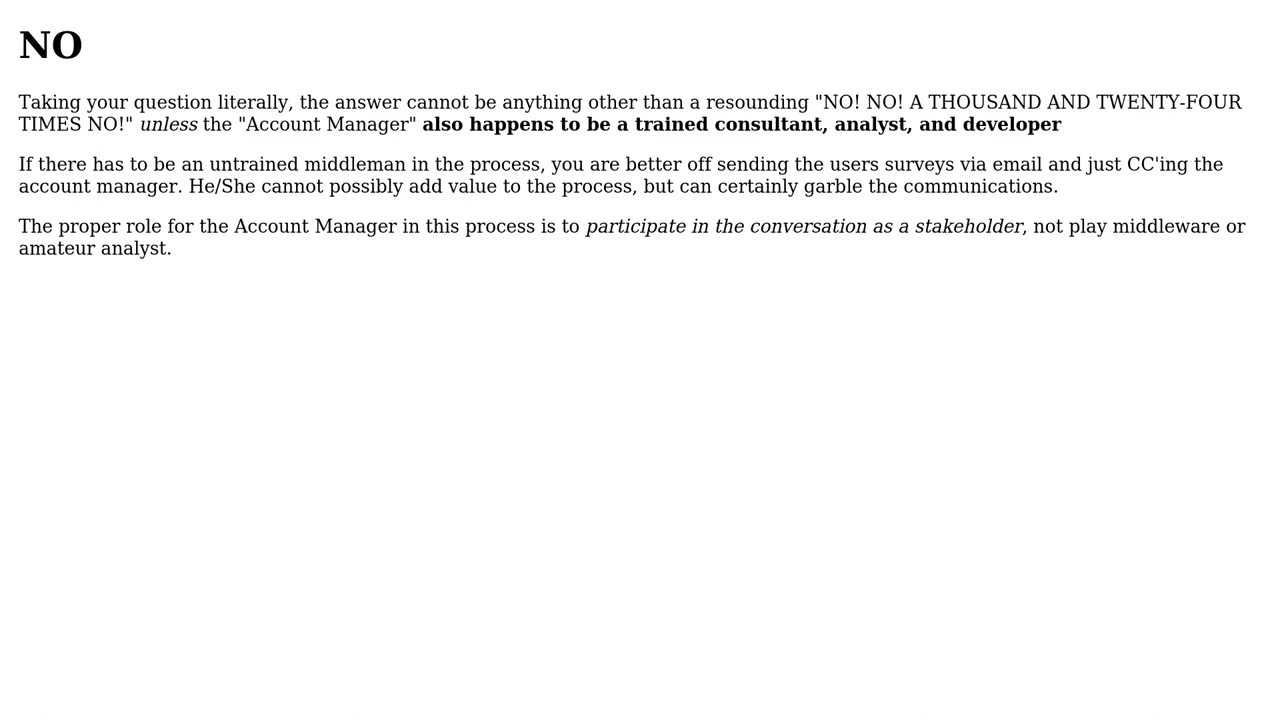 NO
Taking your question literally, the answer cannot be anything other than a resounding "NO! NO! A THOUSAND AND TWENTY-FOUR
TIMES NO!" unless the "Account Manager" also happens to be a trained consultant, analyst, and developer
If there has to be an untrained middleman in the process, you are better off sending the users surveys via email and just CC'ing the
account manager. He/She cannot possibly add value to the process, but can certainly garble the communications.
The proper role for the Account Manager in this process is to participate in the conversation as a stakeholder, not play middleware or
amateur analyst.